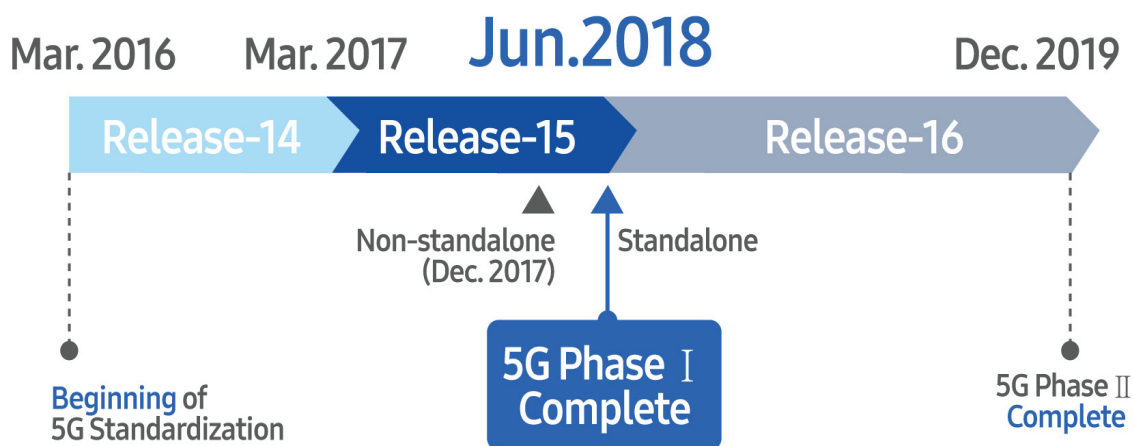 Mar. 2016
Mar. 2017
Jun.2018
Dec. 2019
Release-14
Release-15
Release-16
Non-standalone
(Dec. 2017)
Standalone
5G Phase Ⅰ
Complete
Beginning of
5G Standardization
5G Phase Ⅱ
Complete